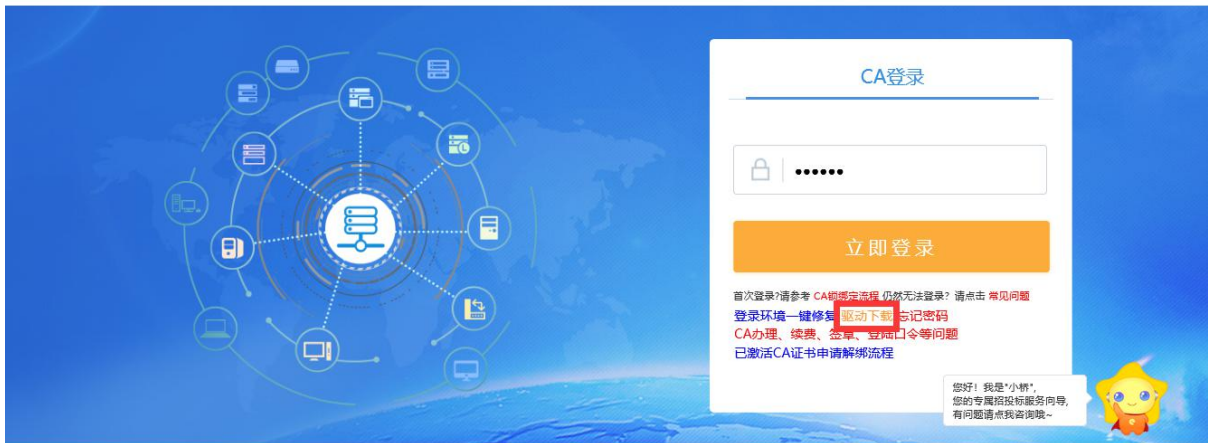 CA登录
••••••
立即登录
首次登录?请参考 CA锁绑定流程 仍然无法登录？请点击 常见问题
登录环境一键修复 驱动下载 忘记密码
CA办理、续费、签章、登陆口令等问题
已激活CA证书申请解绑流程
您好！我是"小桥",
您的专属招投标服务向导,
有问题请点我咨询哦~